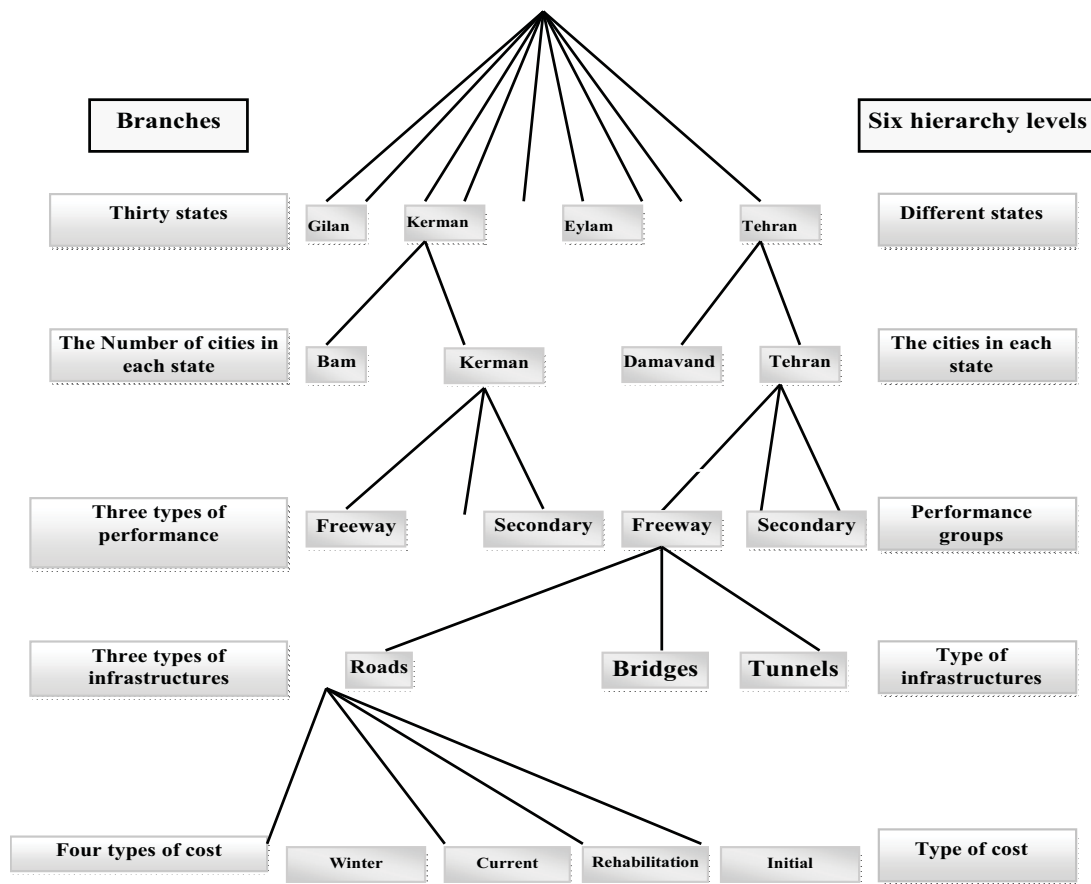 Branches
Six hierarchy levels
Thirty states
Gilan
Kerman
Eylam
Tehran
Different states
The Number of cities in
each state
Bam
Kerman
Damavand
Tehran
The cities in each
state
Three types of
performance
Freeway
Secondary
Freeway
Secondary
Performance
groups
Three types of
infrastructures
Roads
Bridges
Tunnels
Type of
infrastructures
Four types of cost
Winter
Current
Rehabilitation
Initial
Type of cost